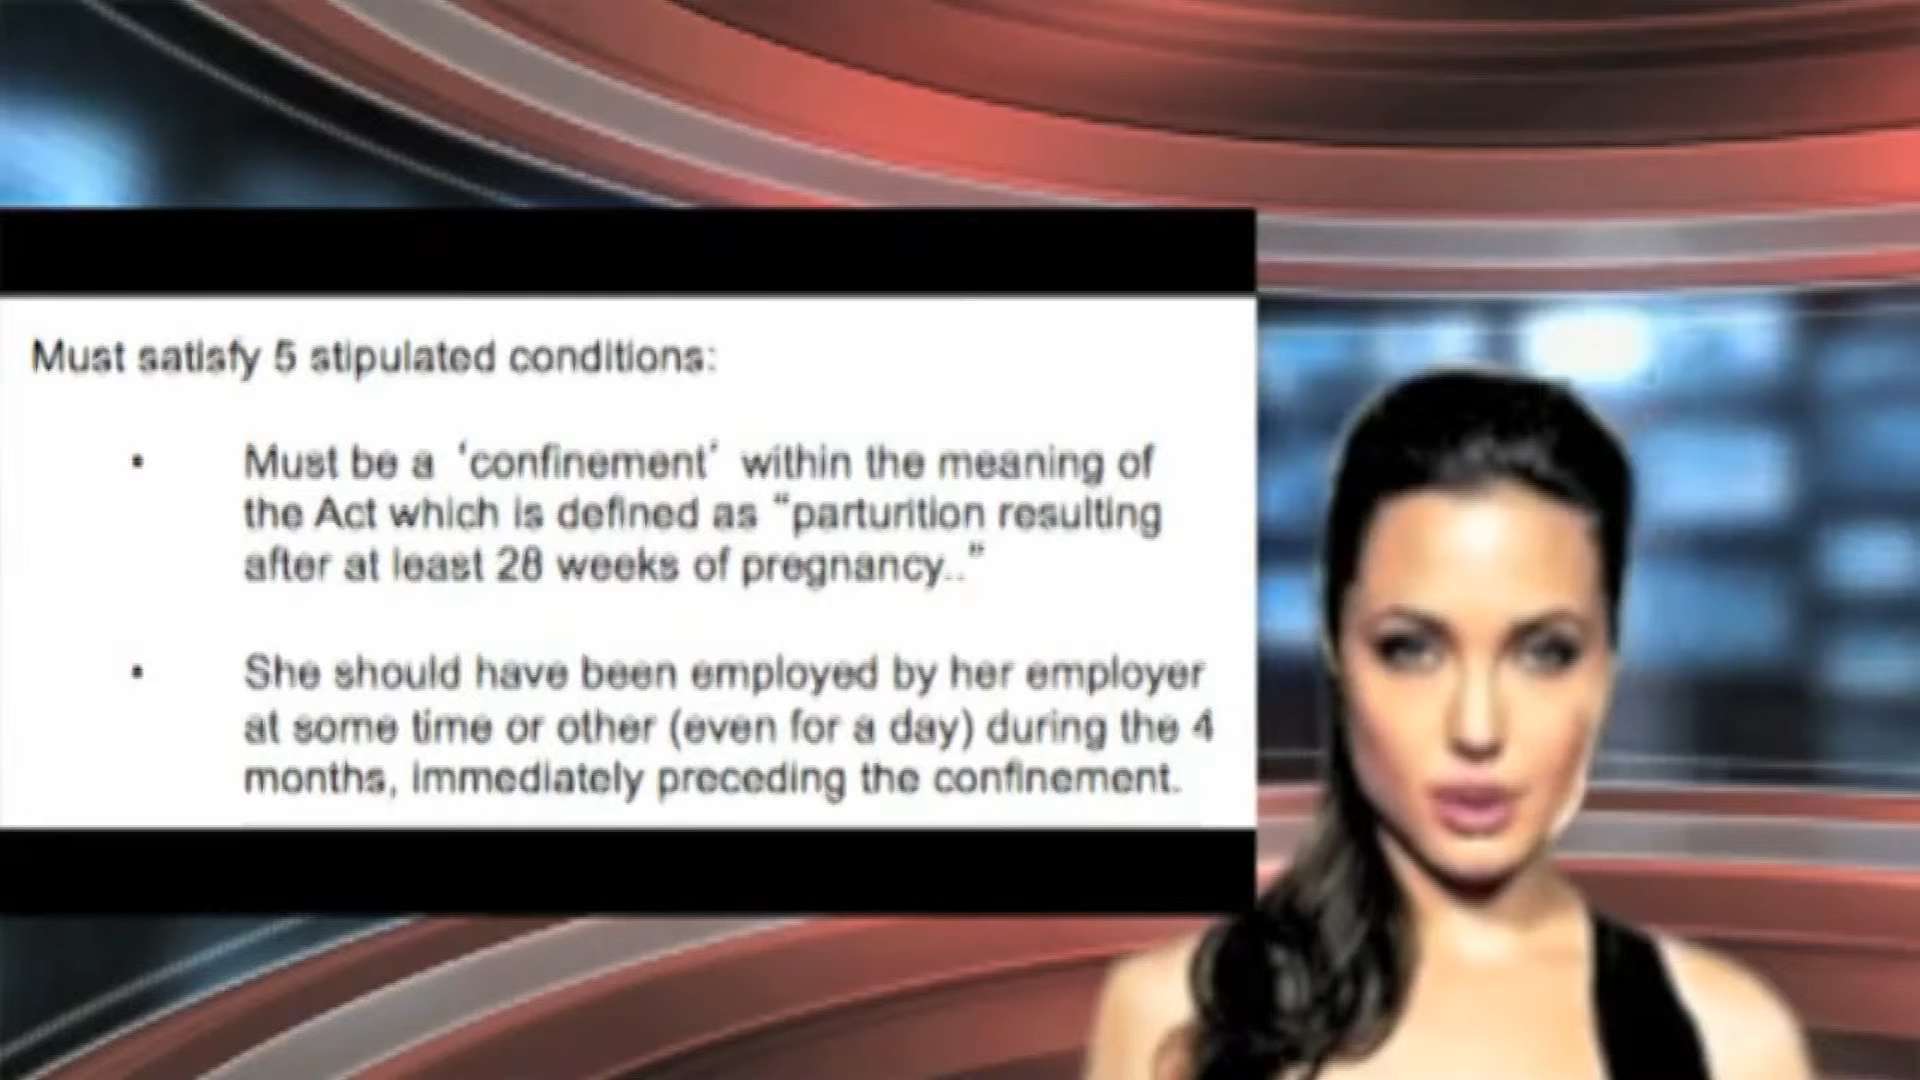 Must satisfy 5 stipulated conditions:
• Must be a ‘confinement’ within the meaning of
the Act which is defined as “parturition resulting
after at least 28 weeks of pregnancy..”
• She should have been employed by her employer
at some time or other (even for a day) during the 4
months, immediately preceding the confinement.